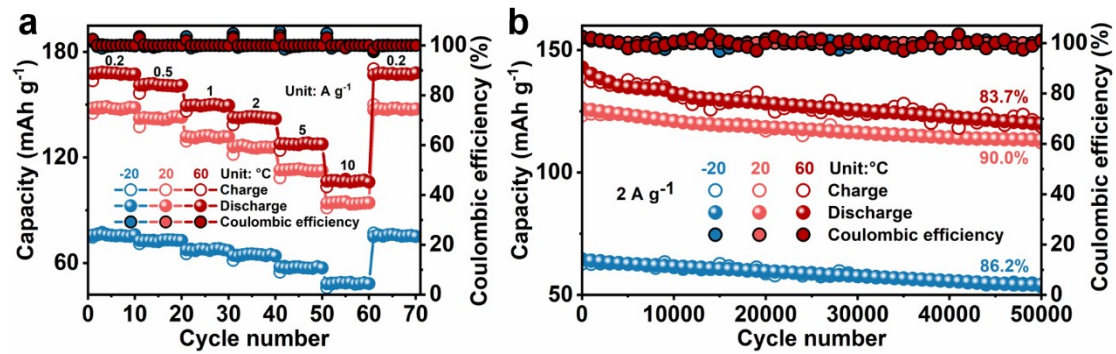 a
Capacity (mAh g-1)
180
120
60
0.2
0.5
1
2
5
10
0.2
Unit: A g-1
-20 20 60 Unit:°C
Charge
Discharge
Coulombic efficiency
0 10 20 30 40 50 60 70
Cycle number
100
80
60
40
20
0
Coulombic efficiency (%)
b
Capacity (mAh g-1)
150
100
50
83.7%
90.0%
86.2%
-20 20 60 Unit:°C
2 A g-1
Charge
Discharge
Coulombic efficiency
0 10000 20000 30000 40000 50000
Cycle number
100
80
60
40
20
0
Coulombic efficiency (%)